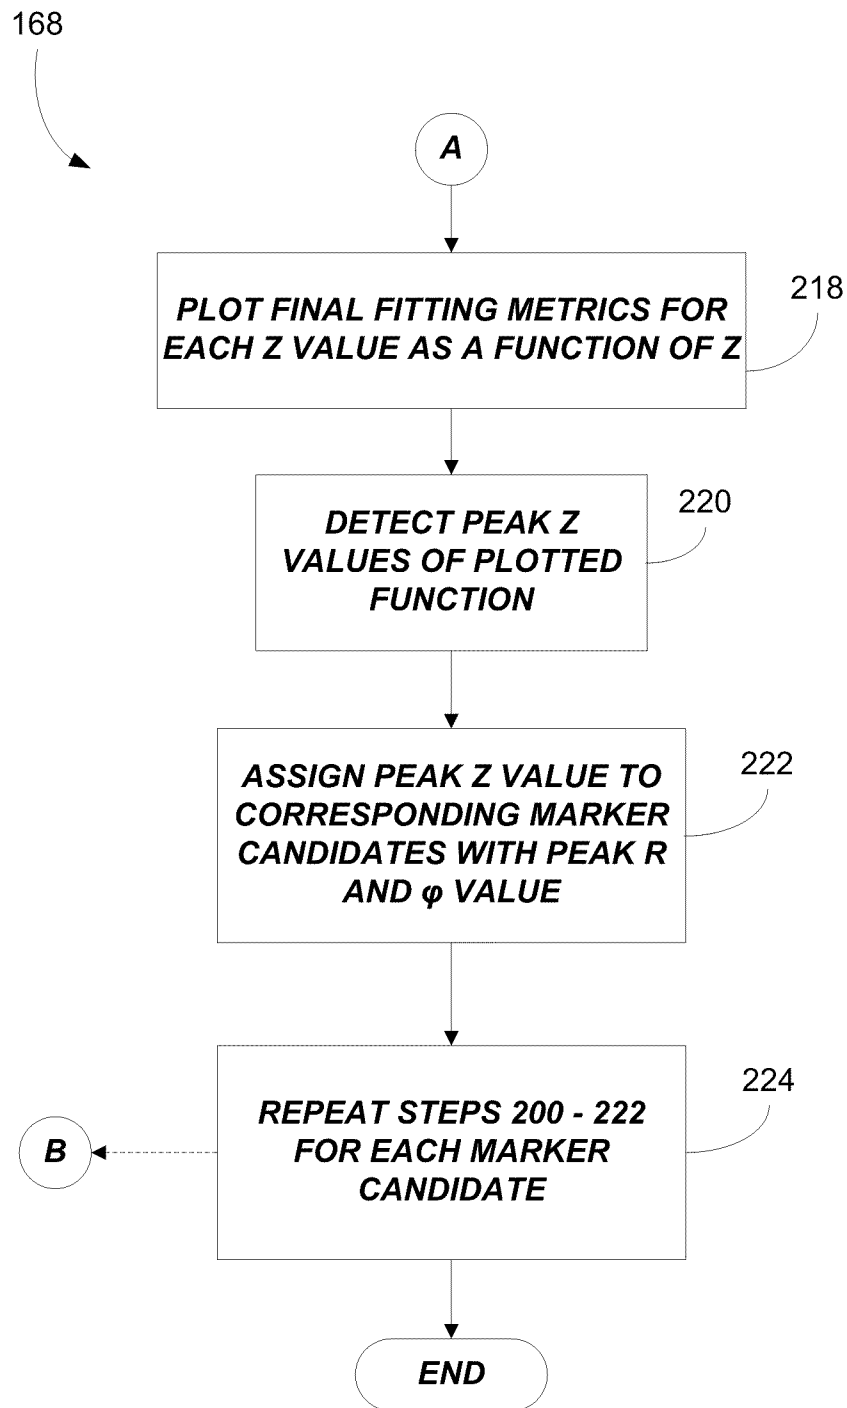 168
A
PLOT FINAL FITTING METRICS FOR
EACH Z VALUE AS A FUNCTION OF Z
218
DETECT PEAK Z
VALUES OF PLOTTED
FUNCTION
220
ASSIGN PEAK Z VALUE TO
CORRESPONDING MARKER
CANDIDATES WITH PEAK R
AND φ VALUE
222
REPEAT STEPS 200 - 222
FOR EACH MARKER
CANDIDATE
224
B
END